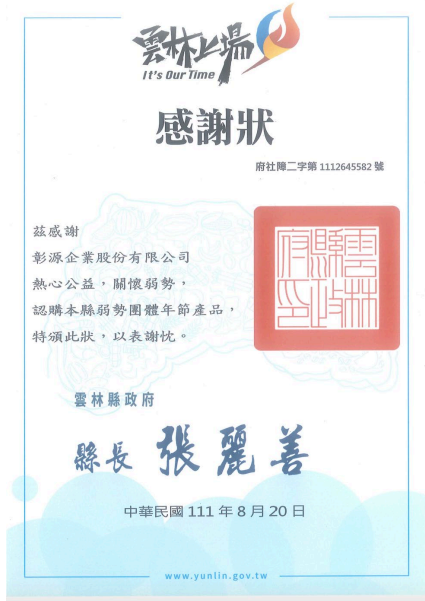 雲林上場
It's Our Time
感謝狀
府社障二字第 1112645582 號
茲感謝
彰源企業股份有限公司
熱心公益，關懷弱勢，
認購本縣弱勢團體年節產品，
特頒此狀，以表謝忱。
雲林縣政府印
雲林縣政府
縣長 張麗善
中華民國 111 年 8 月 20 日
www.yunlin.gov.tw